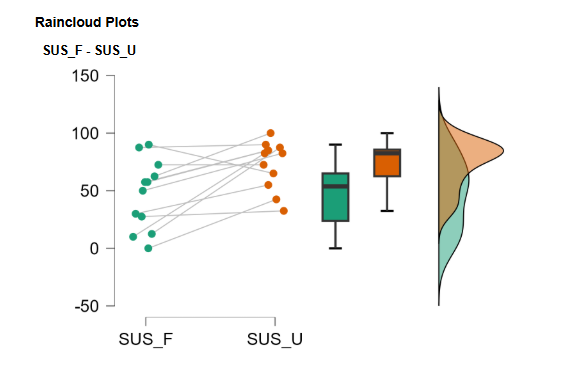 Raincloud Plots
SUS_F - SUS_U
150
100
50
0
-50
SUS_F SUS_U